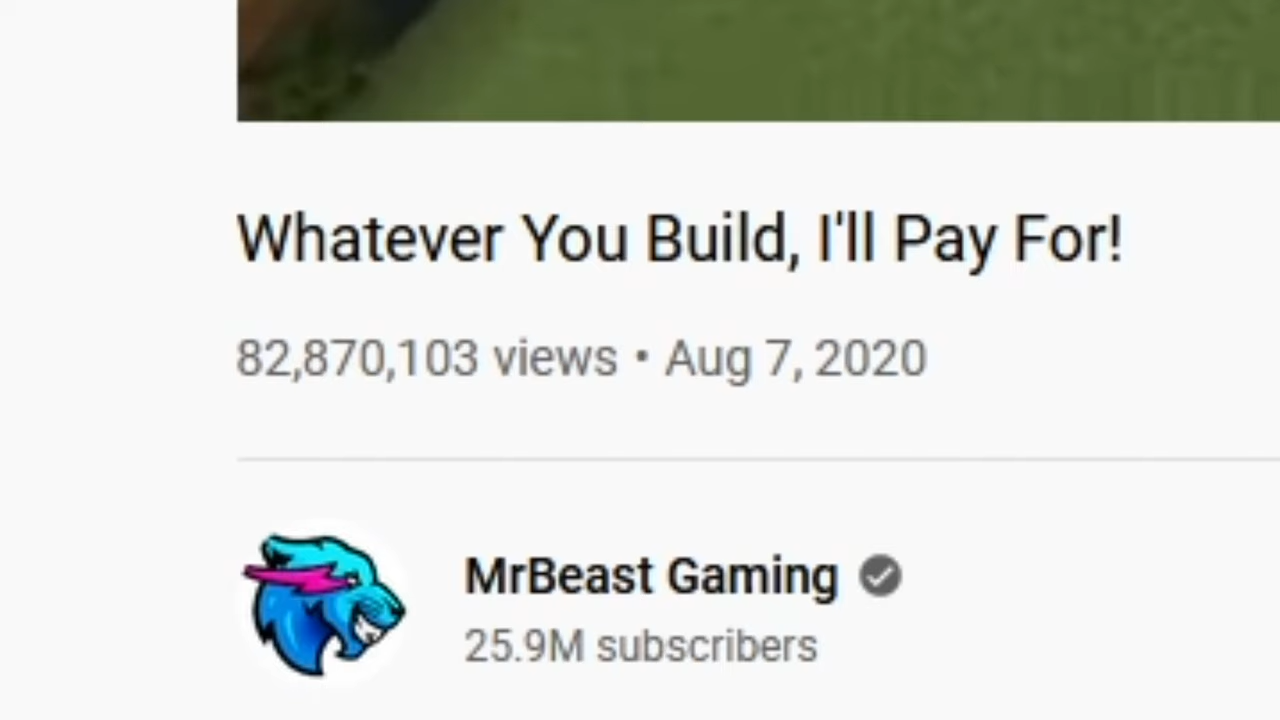 Whatever You Build, I'll Pay For!
82,870,103 views • Aug 7, 2020
MrBeast Gaming
25.9M subscribers